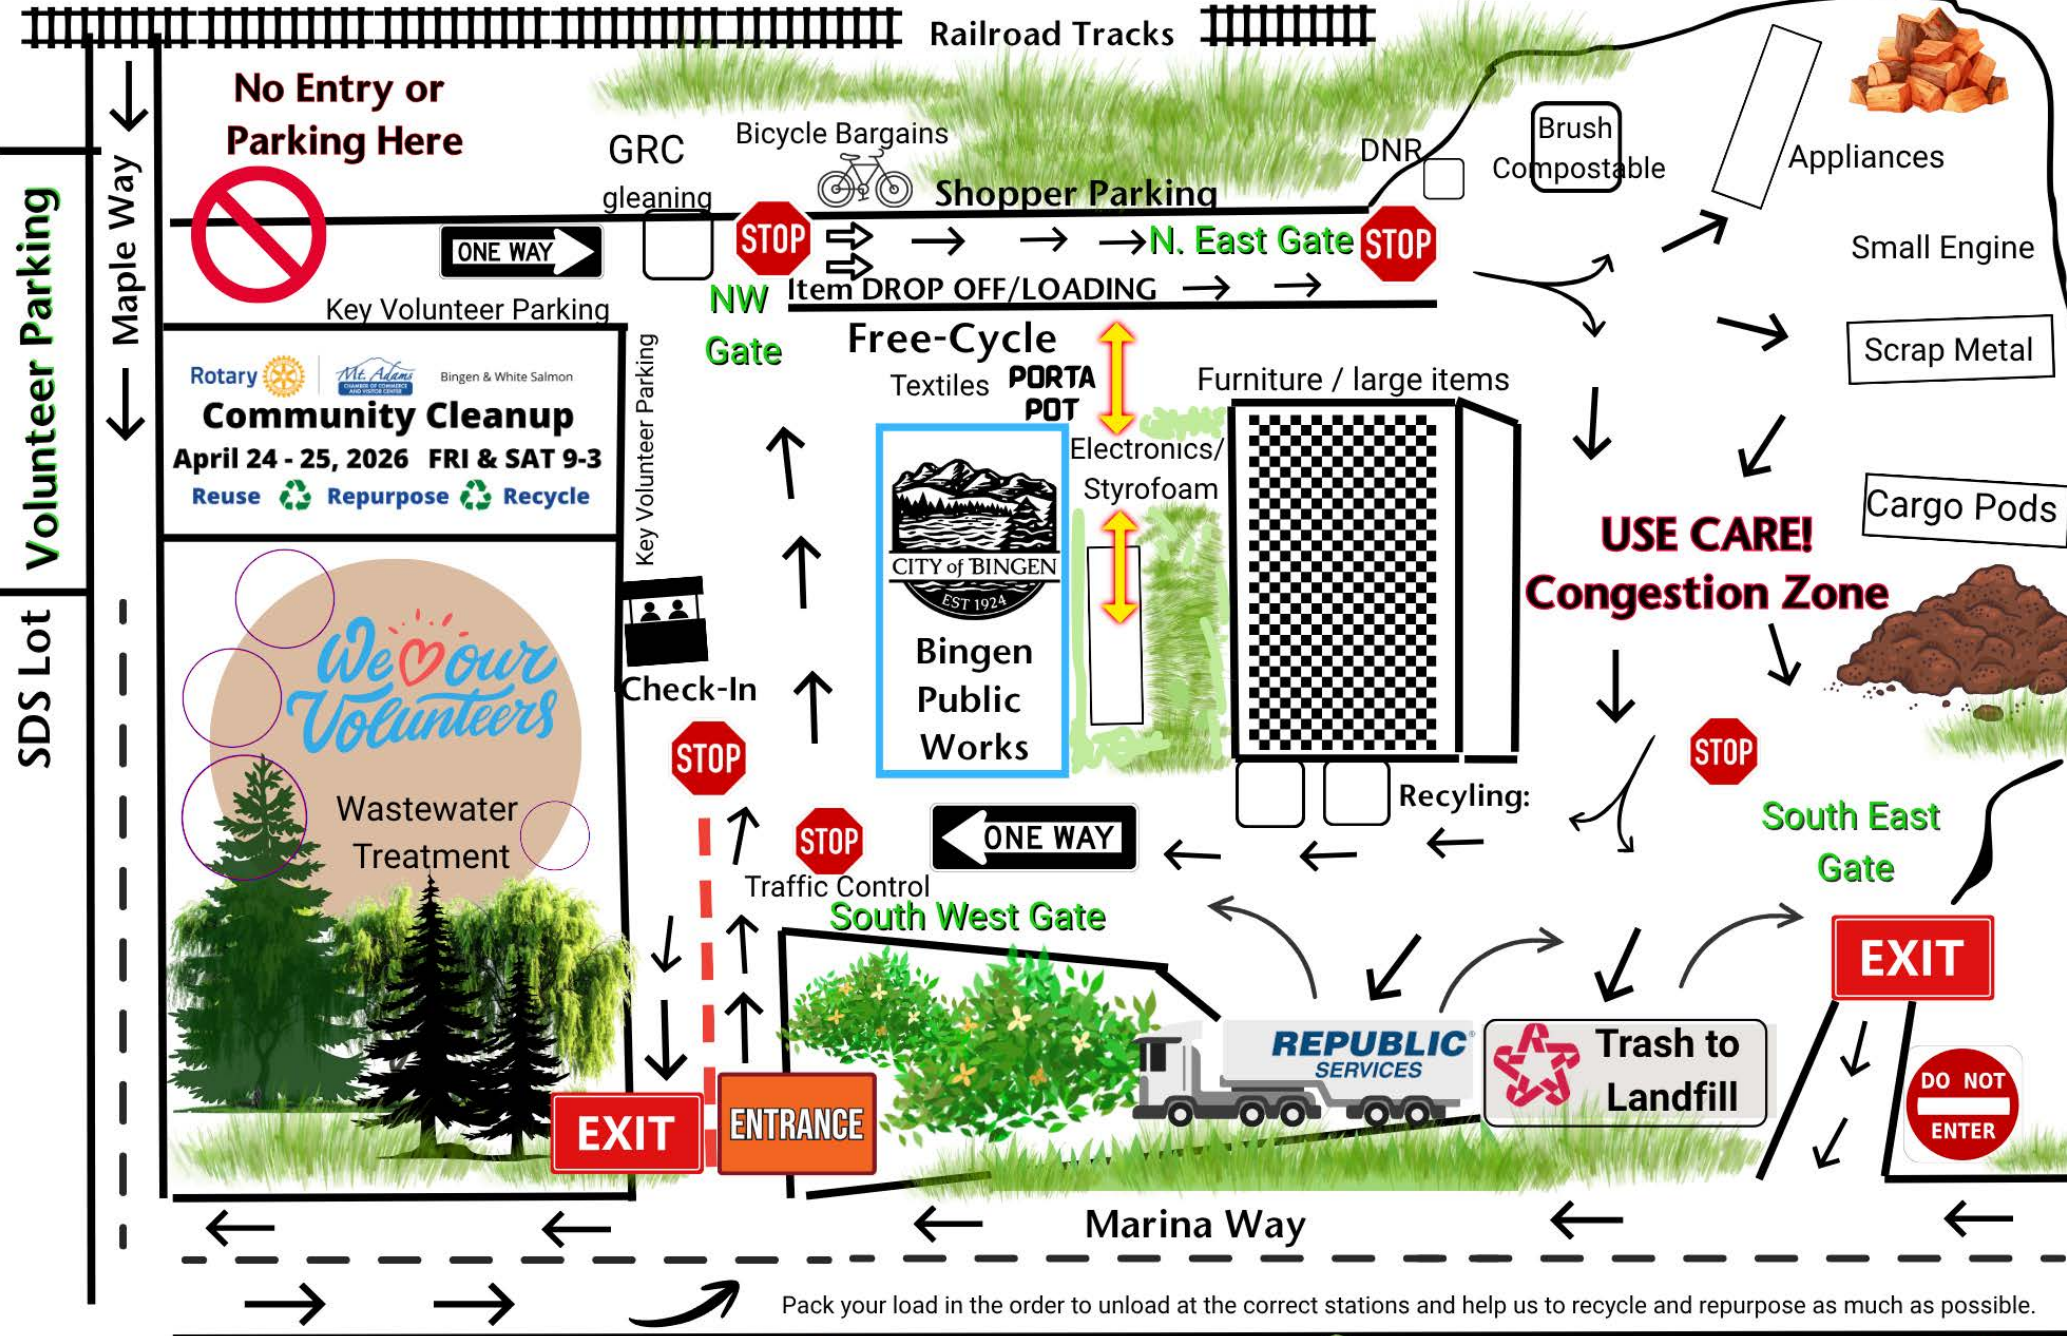 Railroad Tracks
No Entry or
Parking Here
GRC
gleaning
Bicycle Bargains
Shopper Parking
DNR
Brush
Compostable
Appliances
Small Engine
Scrap Metal
Cargo Pods
Volunteer Parking
Maple Way
SDS Lot
ONE WAY
STOP
N. East Gate
STOP
Item DROP OFF/LOADING
NW
Gate
Key Volunteer Parking
Key Volunteer Parking
Rotary
Mt. Adams
CHAMBER OF COMMERCE
AND VISITOR CENTER
Bingen & White Salmon
Community Cleanup
April 24 - 25, 2026 FRI & SAT 9-3
Reuse Repurpose Recycle
Free-Cycle
Textiles
PORTA
POT
Furniture / large items
Electronics/
Styrofoam
CITY of BINGEN
EST 1924
Bingen
Public
Works
USE CARE!
Congestion Zone
We our
Volunteers
Wastewater
Treatment
Check-In
STOP
STOP
Traffic Control
South West Gate
ONE WAY
Recyling:
STOP
South East
Gate
EXIT
DO NOT
ENTER
REPUBLIC®
SERVICES
Trash to
Landfill
EXIT
ENTRANCE
Marina Way
Pack your load in the order to unload at the correct stations and help us to recycle and repurpose as much as possible.